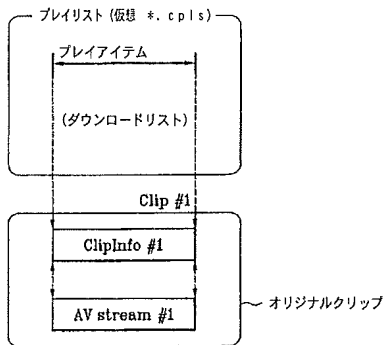 プレイリスト (仮想 *. cpls)
プレイアイテム
(ダウンロードリスト)
Clip #1
ClipInfo #1
オリジナルクリップ
AV stream #1